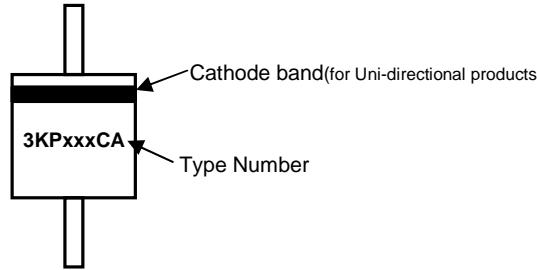 Cathode band(for Uni-directional products
3KPxxxCA
Type Number